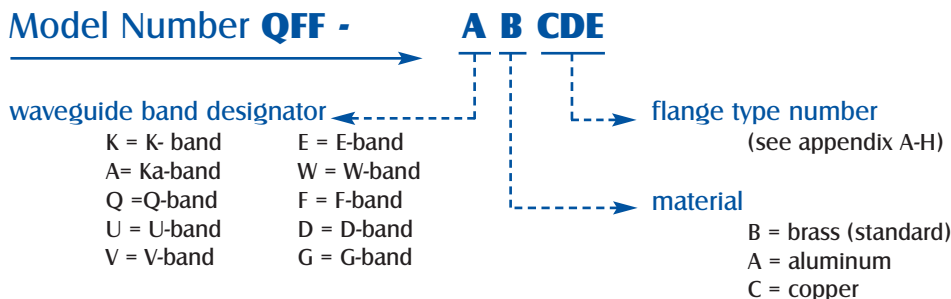 Model Number QFF - A B CDE
waveguide band designator
K = K- band
A= Ka-band
Q =Q-band
U = U-band
V = V-band
E = E-band
W = W-band
F = F-band
D = D-band
G = G-band
flange type number
(see appendix A-H)
material
B = brass (standard)
A = aluminum
C = copper